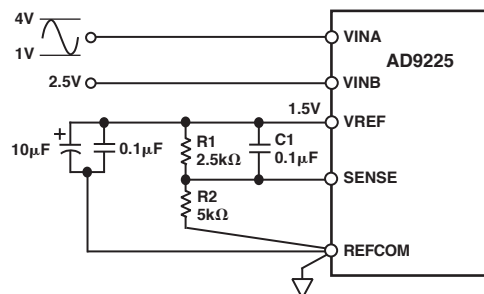 4V
1V
VINA
AD9225
2.5V
VINB
1.5V
VREF
10µF
+
0.1µF
R1
2.5kΩ
C1
0.1µF
SENSE
R2
5kΩ
REFCOM